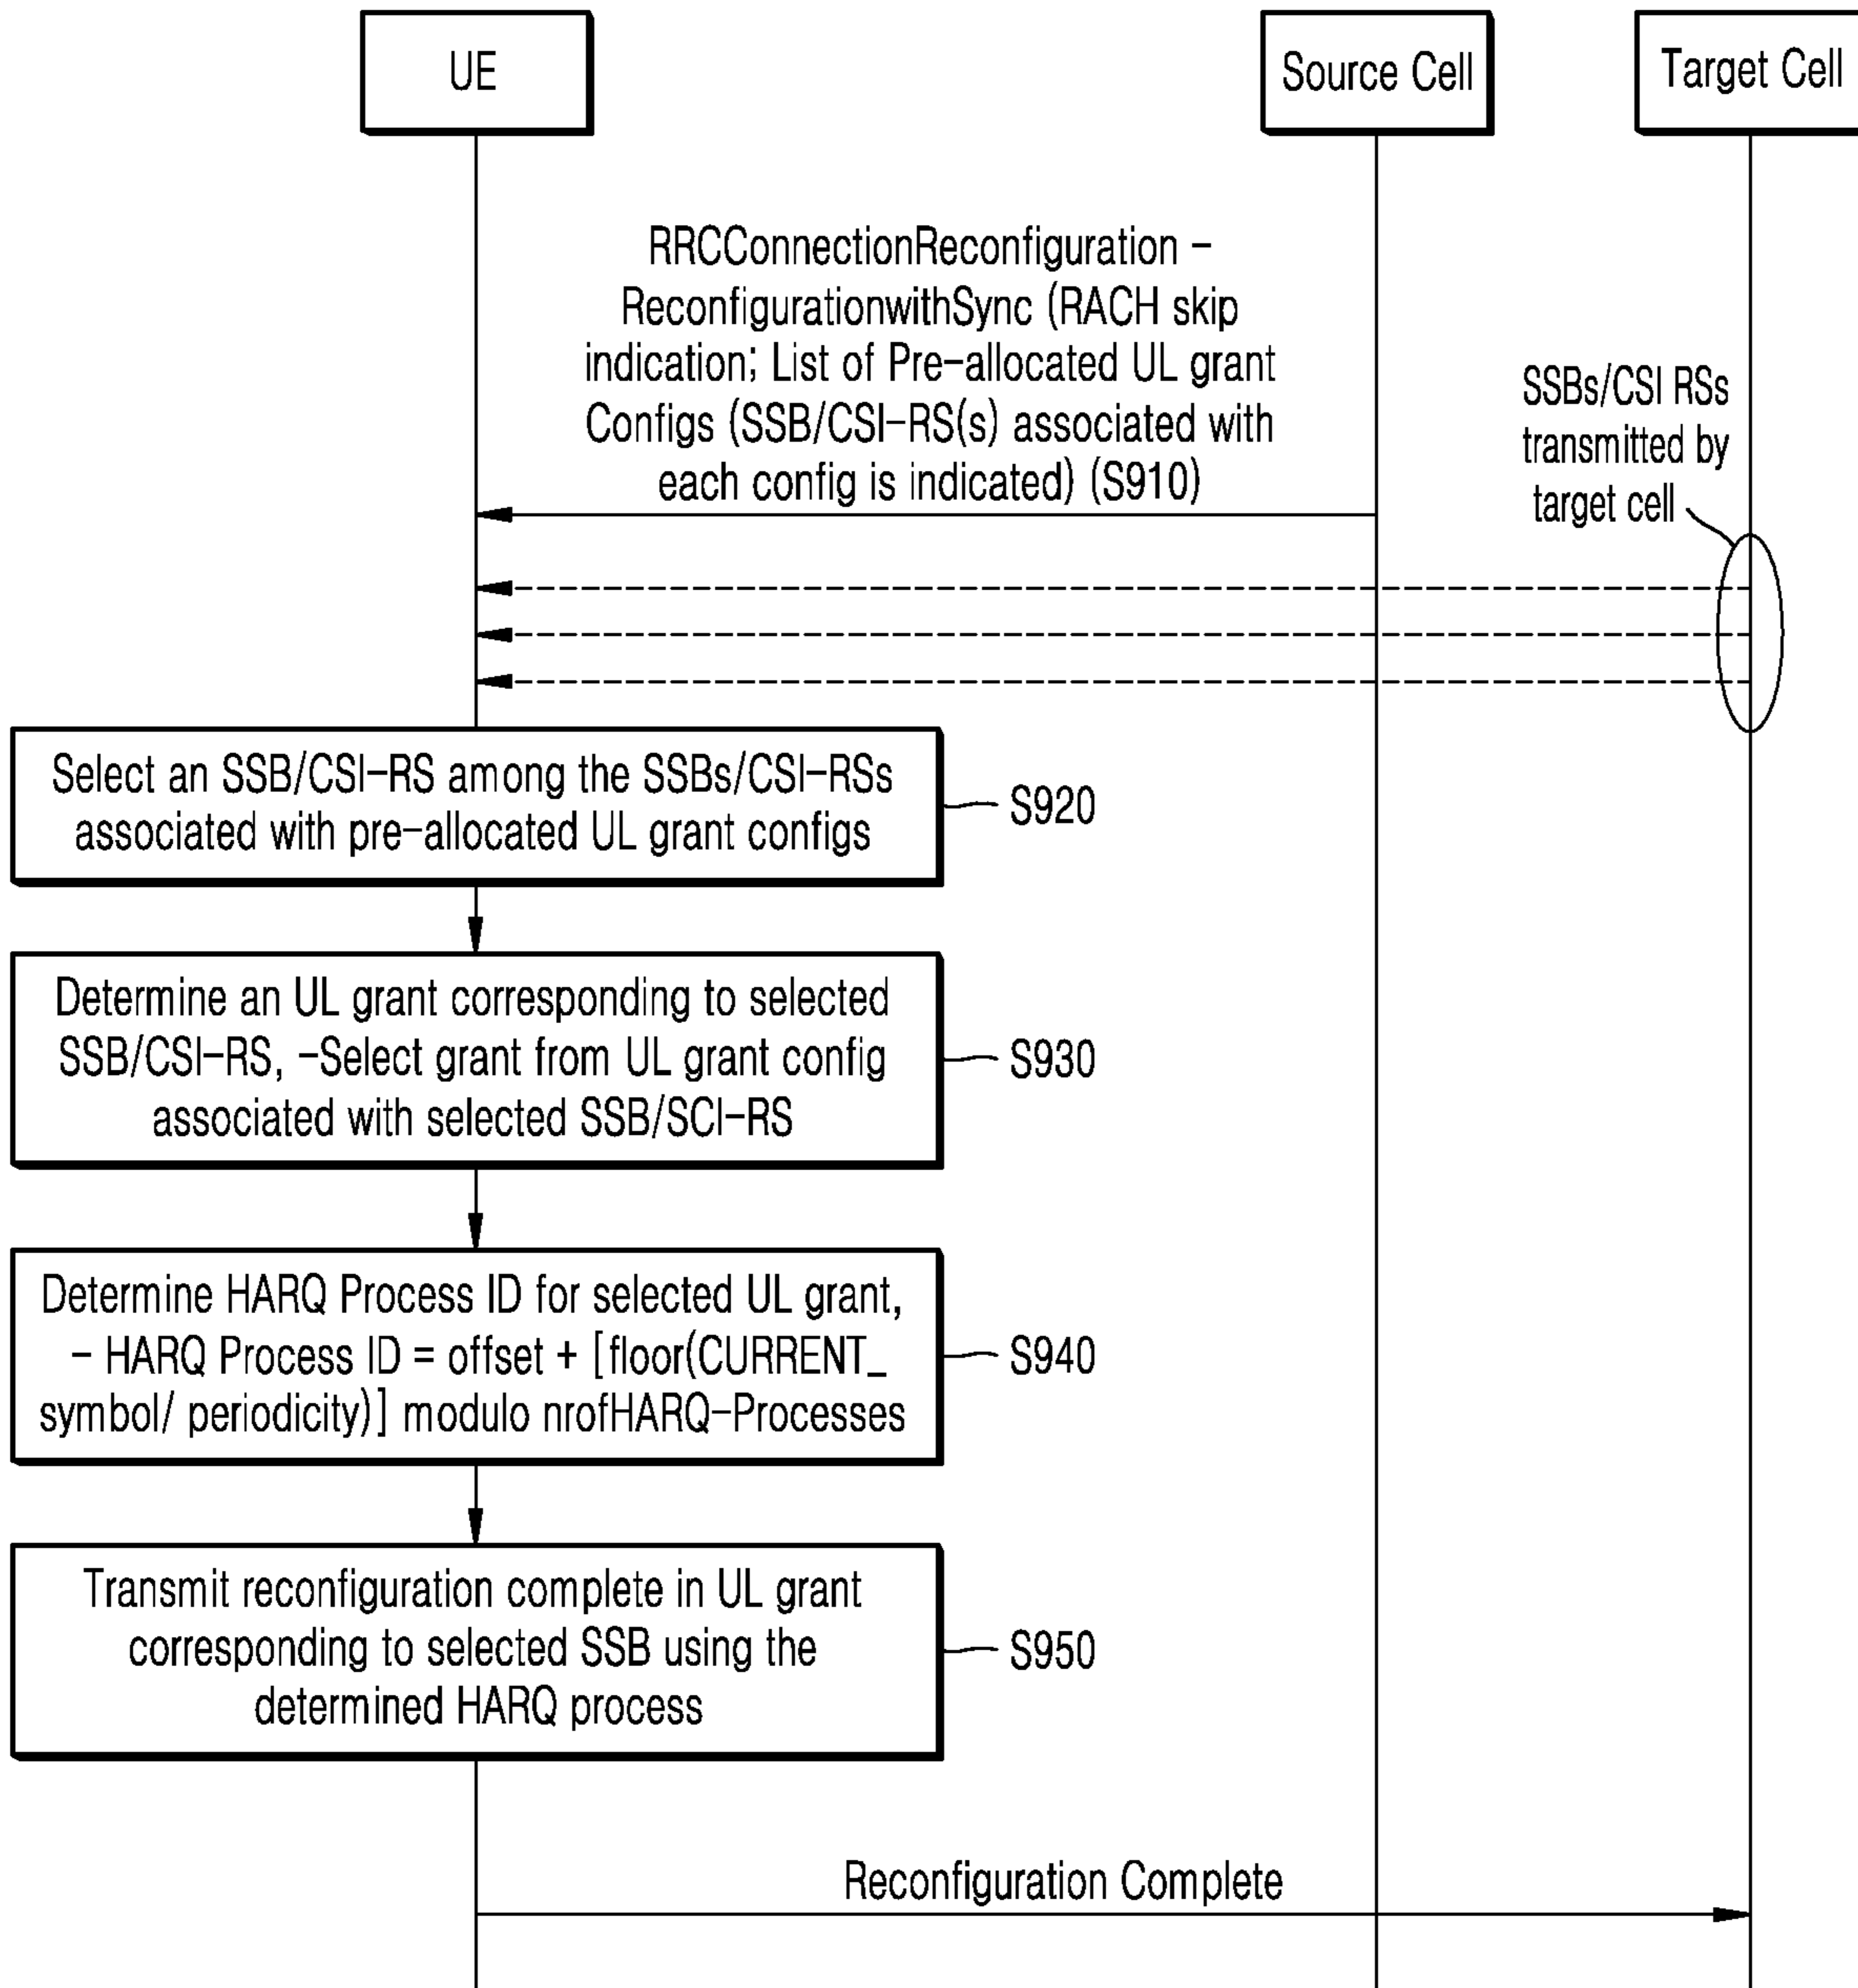 UE
Source Cell
Target Cell
RRCConnectionReconfiguration –
ReconfigurationwithSync (RACH skip
indication; List of Pre–allocated UL grant
Configs (SSB/CSI–RS(s) associated with
each config is indicated) (S910)
SSBs/CSI RSs
transmitted by
target cell
Select an SSB/CSI–RS among the SSBs/CSI–RSs
associated with pre–allocated UL grant configs
S920
Determine an UL grant corresponding to selected
SSB/CSI–RS, –Select grant from UL grant config
associated with selected SSB/SCI–RS
S930
Determine HARQ Process ID for selected UL grant,
– HARQ Process ID = offset + [floor(CURRENT_
symbol/ periodicity)] modulo nrofHARQ–Processes
S940
Transmit reconfiguration complete in UL grant
corresponding to selected SSB using the
determined HARQ process
S950
Reconfiguration Complete